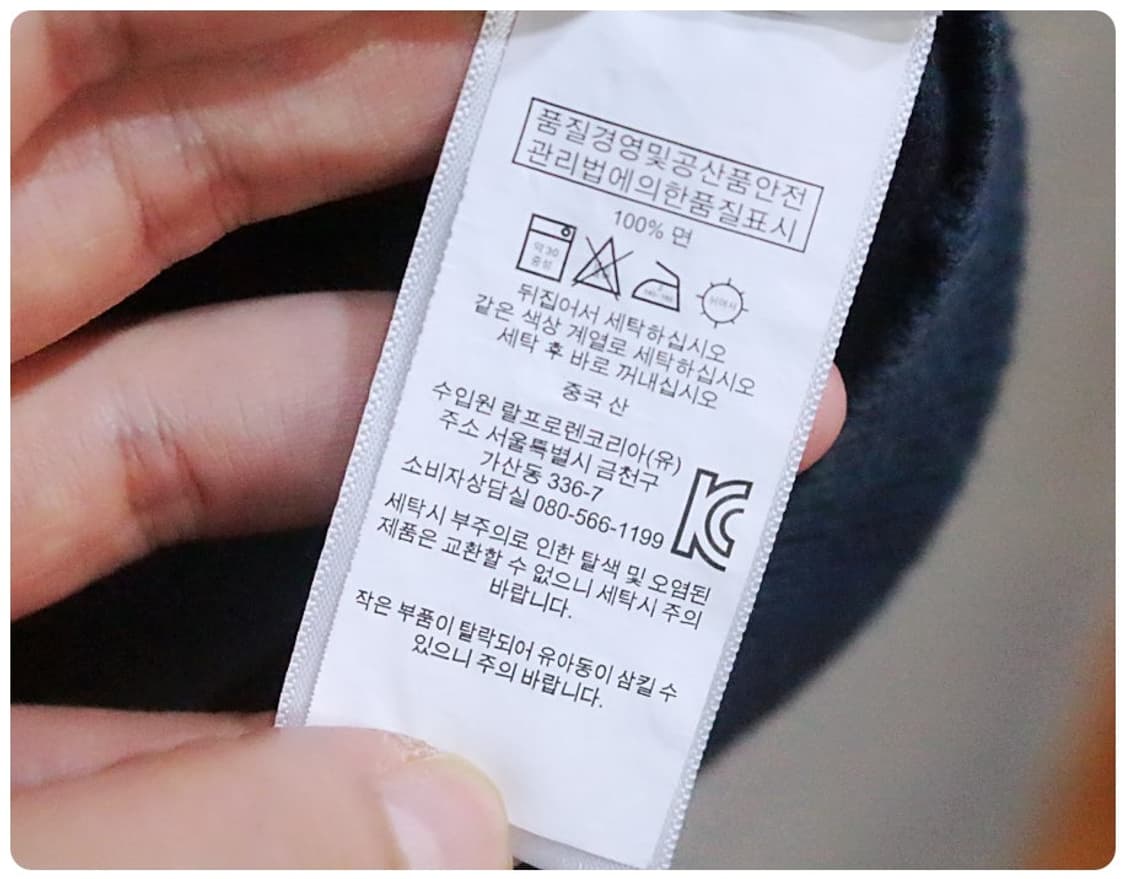 품질경영및공산품안전
관리법에의한품질표시
100% 면
약 30
중성
뒤집어서 세탁하십시오
같은 색상 계열로 세탁하십시오
세탁 후 바로 꺼내십시오
중국 산
수입원 랄프로렌코리아(유)
주소 서울특별시 금천구
가산동 336-7
소비자상담실 080-566-1199
세탁시 부주의로 인한 탈색 및 오염된
제품은 교환할 수 없으니 세탁시 주의
바랍니다.
작은 부품이 탈락되어 유아동이 삼킬 수
있으니 주의 바랍니다.